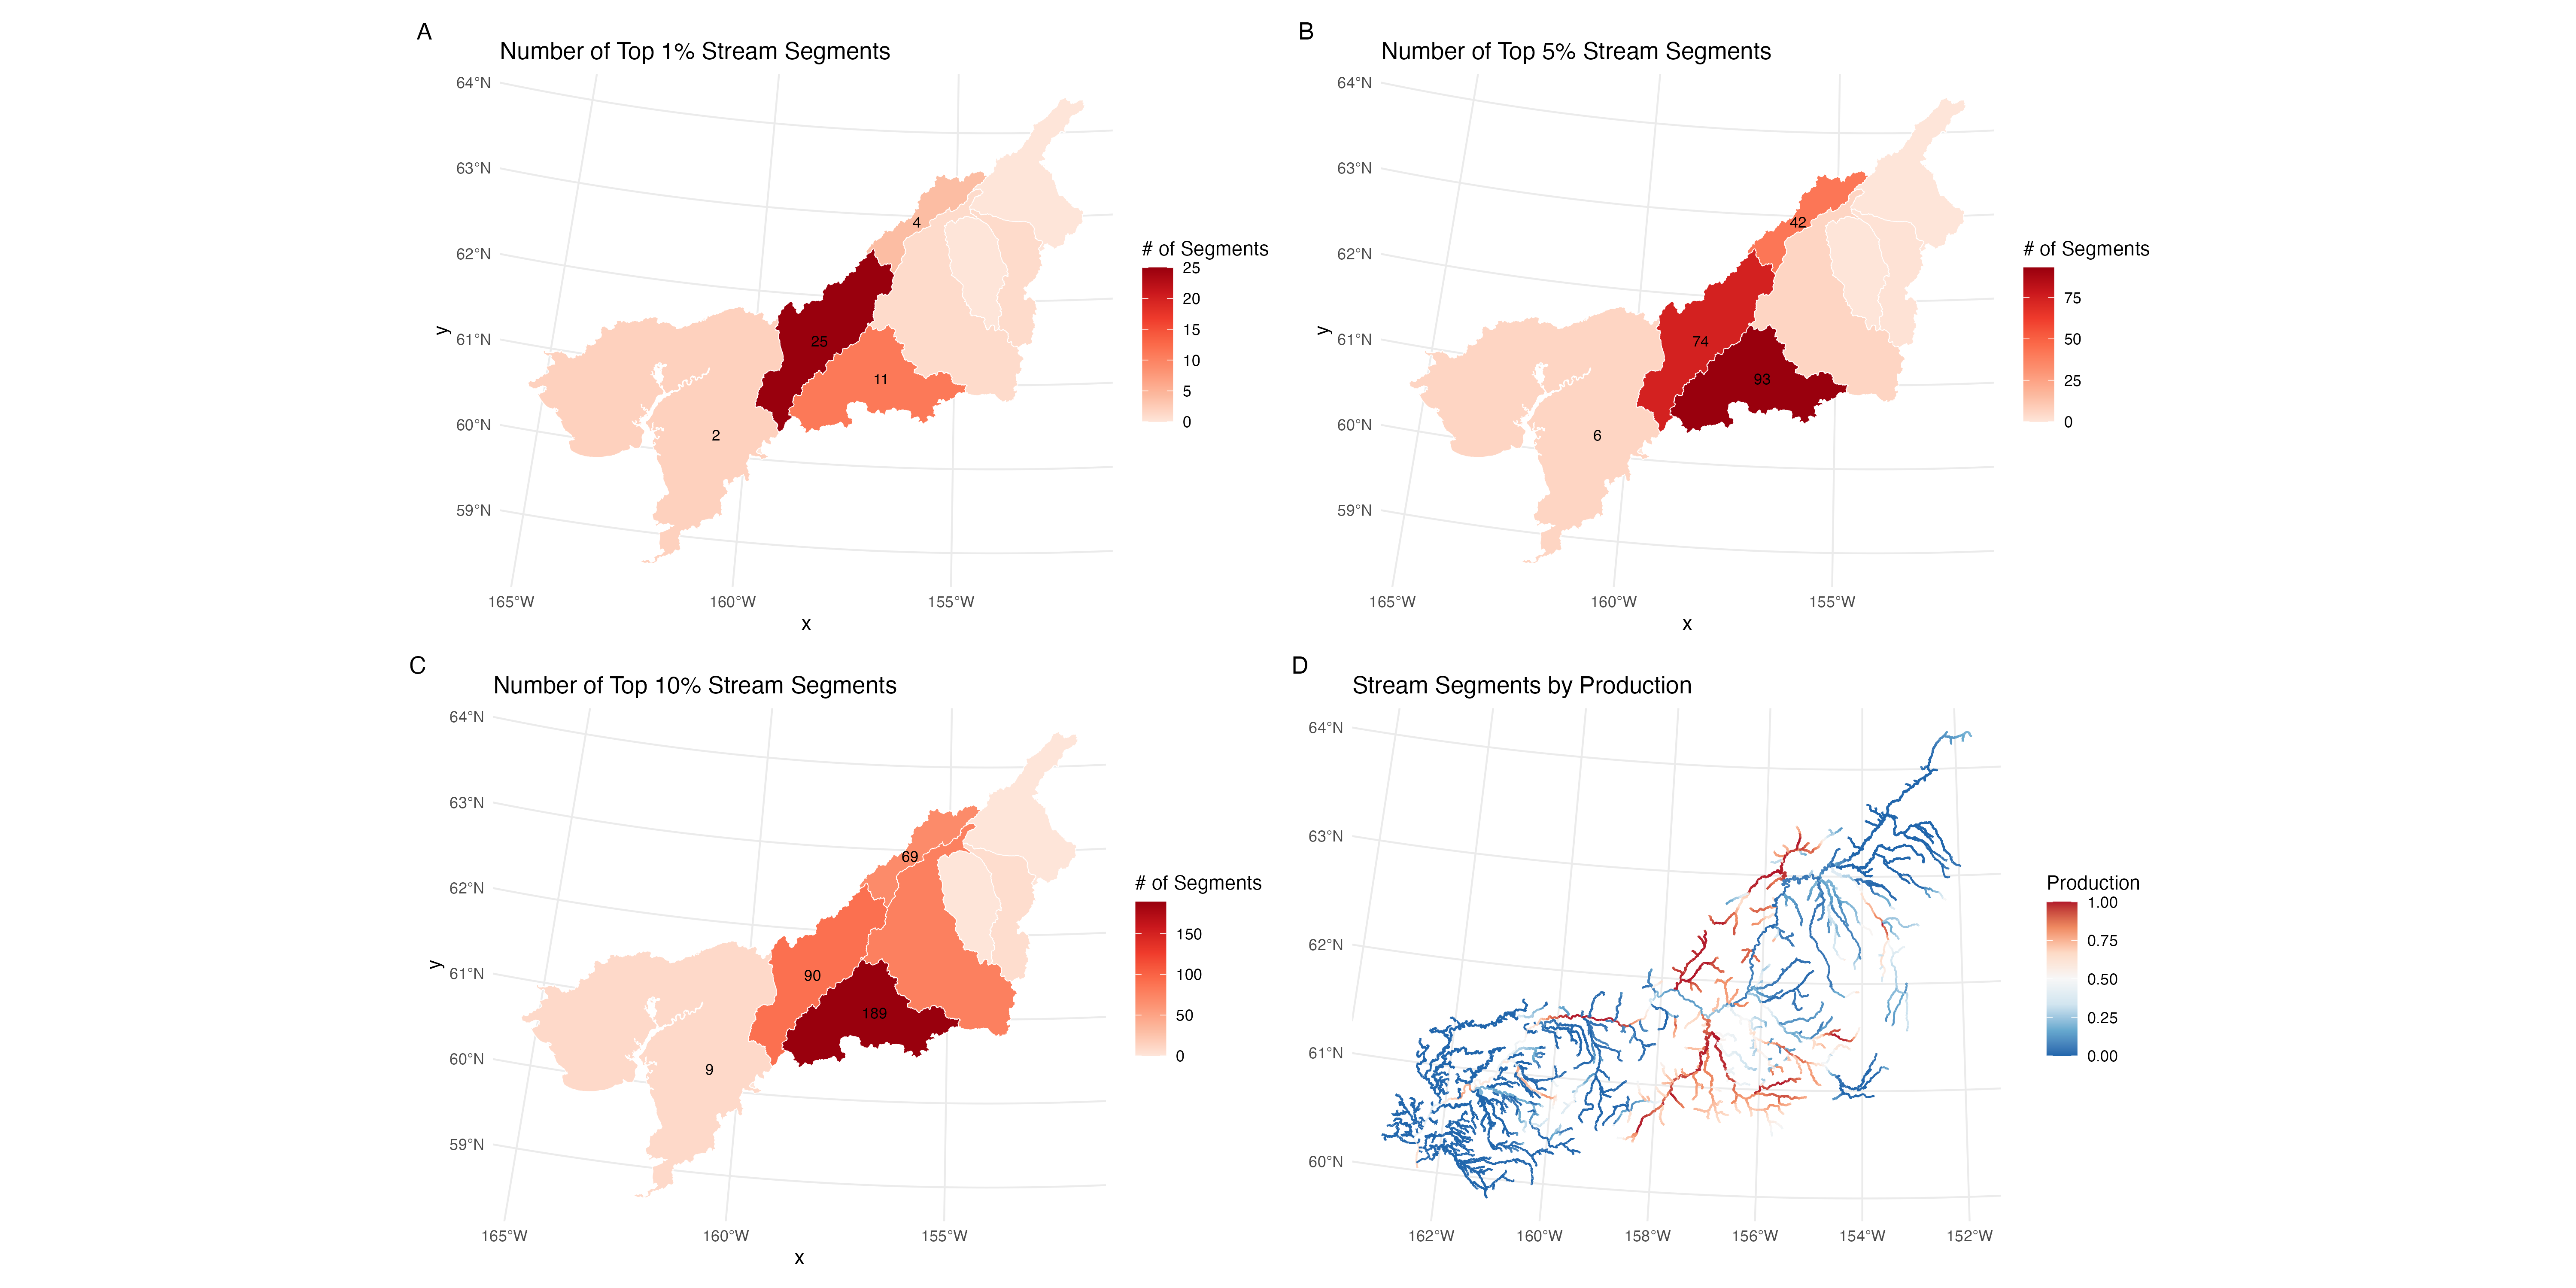 A
Number of Top 1% Stream Segments
64°N
63°N
62°N
61°N
60°N
59°N
y
4
25
11
2
165°W 160°W 155°W
x
# of Segments
25
20
15
10
5
0
B
Number of Top 5% Stream Segments
64°N
63°N
62°N
61°N
60°N
59°N
y
42
74
93
6
165°W 160°W 155°W
x
# of Segments
75
50
25
0
C
Number of Top 10% Stream Segments
64°N
63°N
62°N
61°N
60°N
59°N
y
69
90
189
9
165°W 160°W 155°W
x
# of Segments
150
100
50
0
D
Stream Segments by Production
64°N
63°N
62°N
61°N
60°N
162°W 160°W 158°W 156°W 154°W 152°W
Production
1.00
0.75
0.50
0.25
0.00